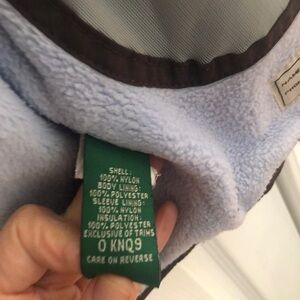 SHELL:
100% NYLON
BODY LINING:
100% POLYESTER
SLEEVE LINING:
100% NYLON
INSULATION:
100% POLYESTER
EXCLUSIVE OF TRIMS
O KNQ9
CARE ON REVERSE